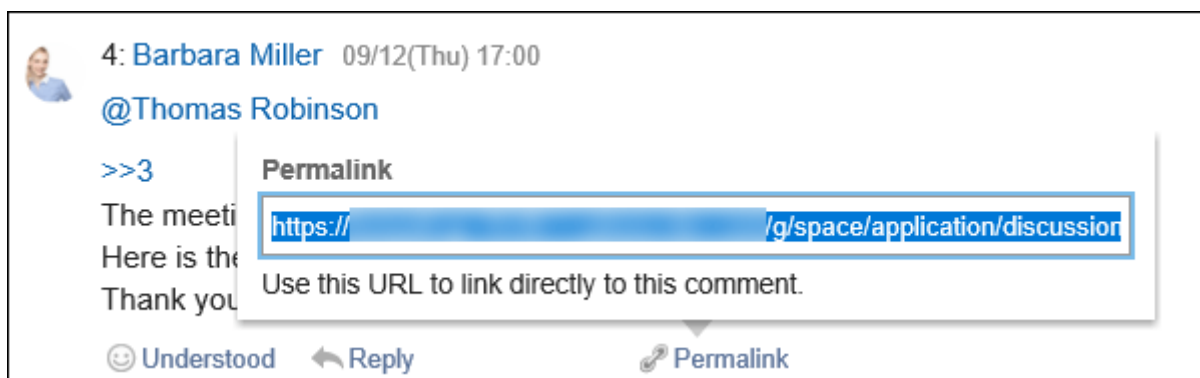 4: Barbara Miller 09/12(Thu) 17:00
@Thomas Robinson
>>3
Permalink
The meeti
https:// /g/space/application/discussion
Here is the
Use this URL to link directly to this comment.
Thank you
Understood Reply Permalink